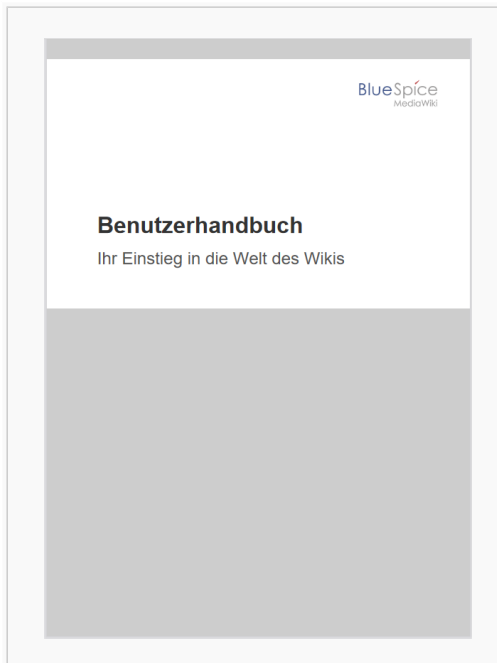 BlueSpice
MediaWiki
Benutzerhandbuch
Ihr Einstieg in die Welt des Wikis